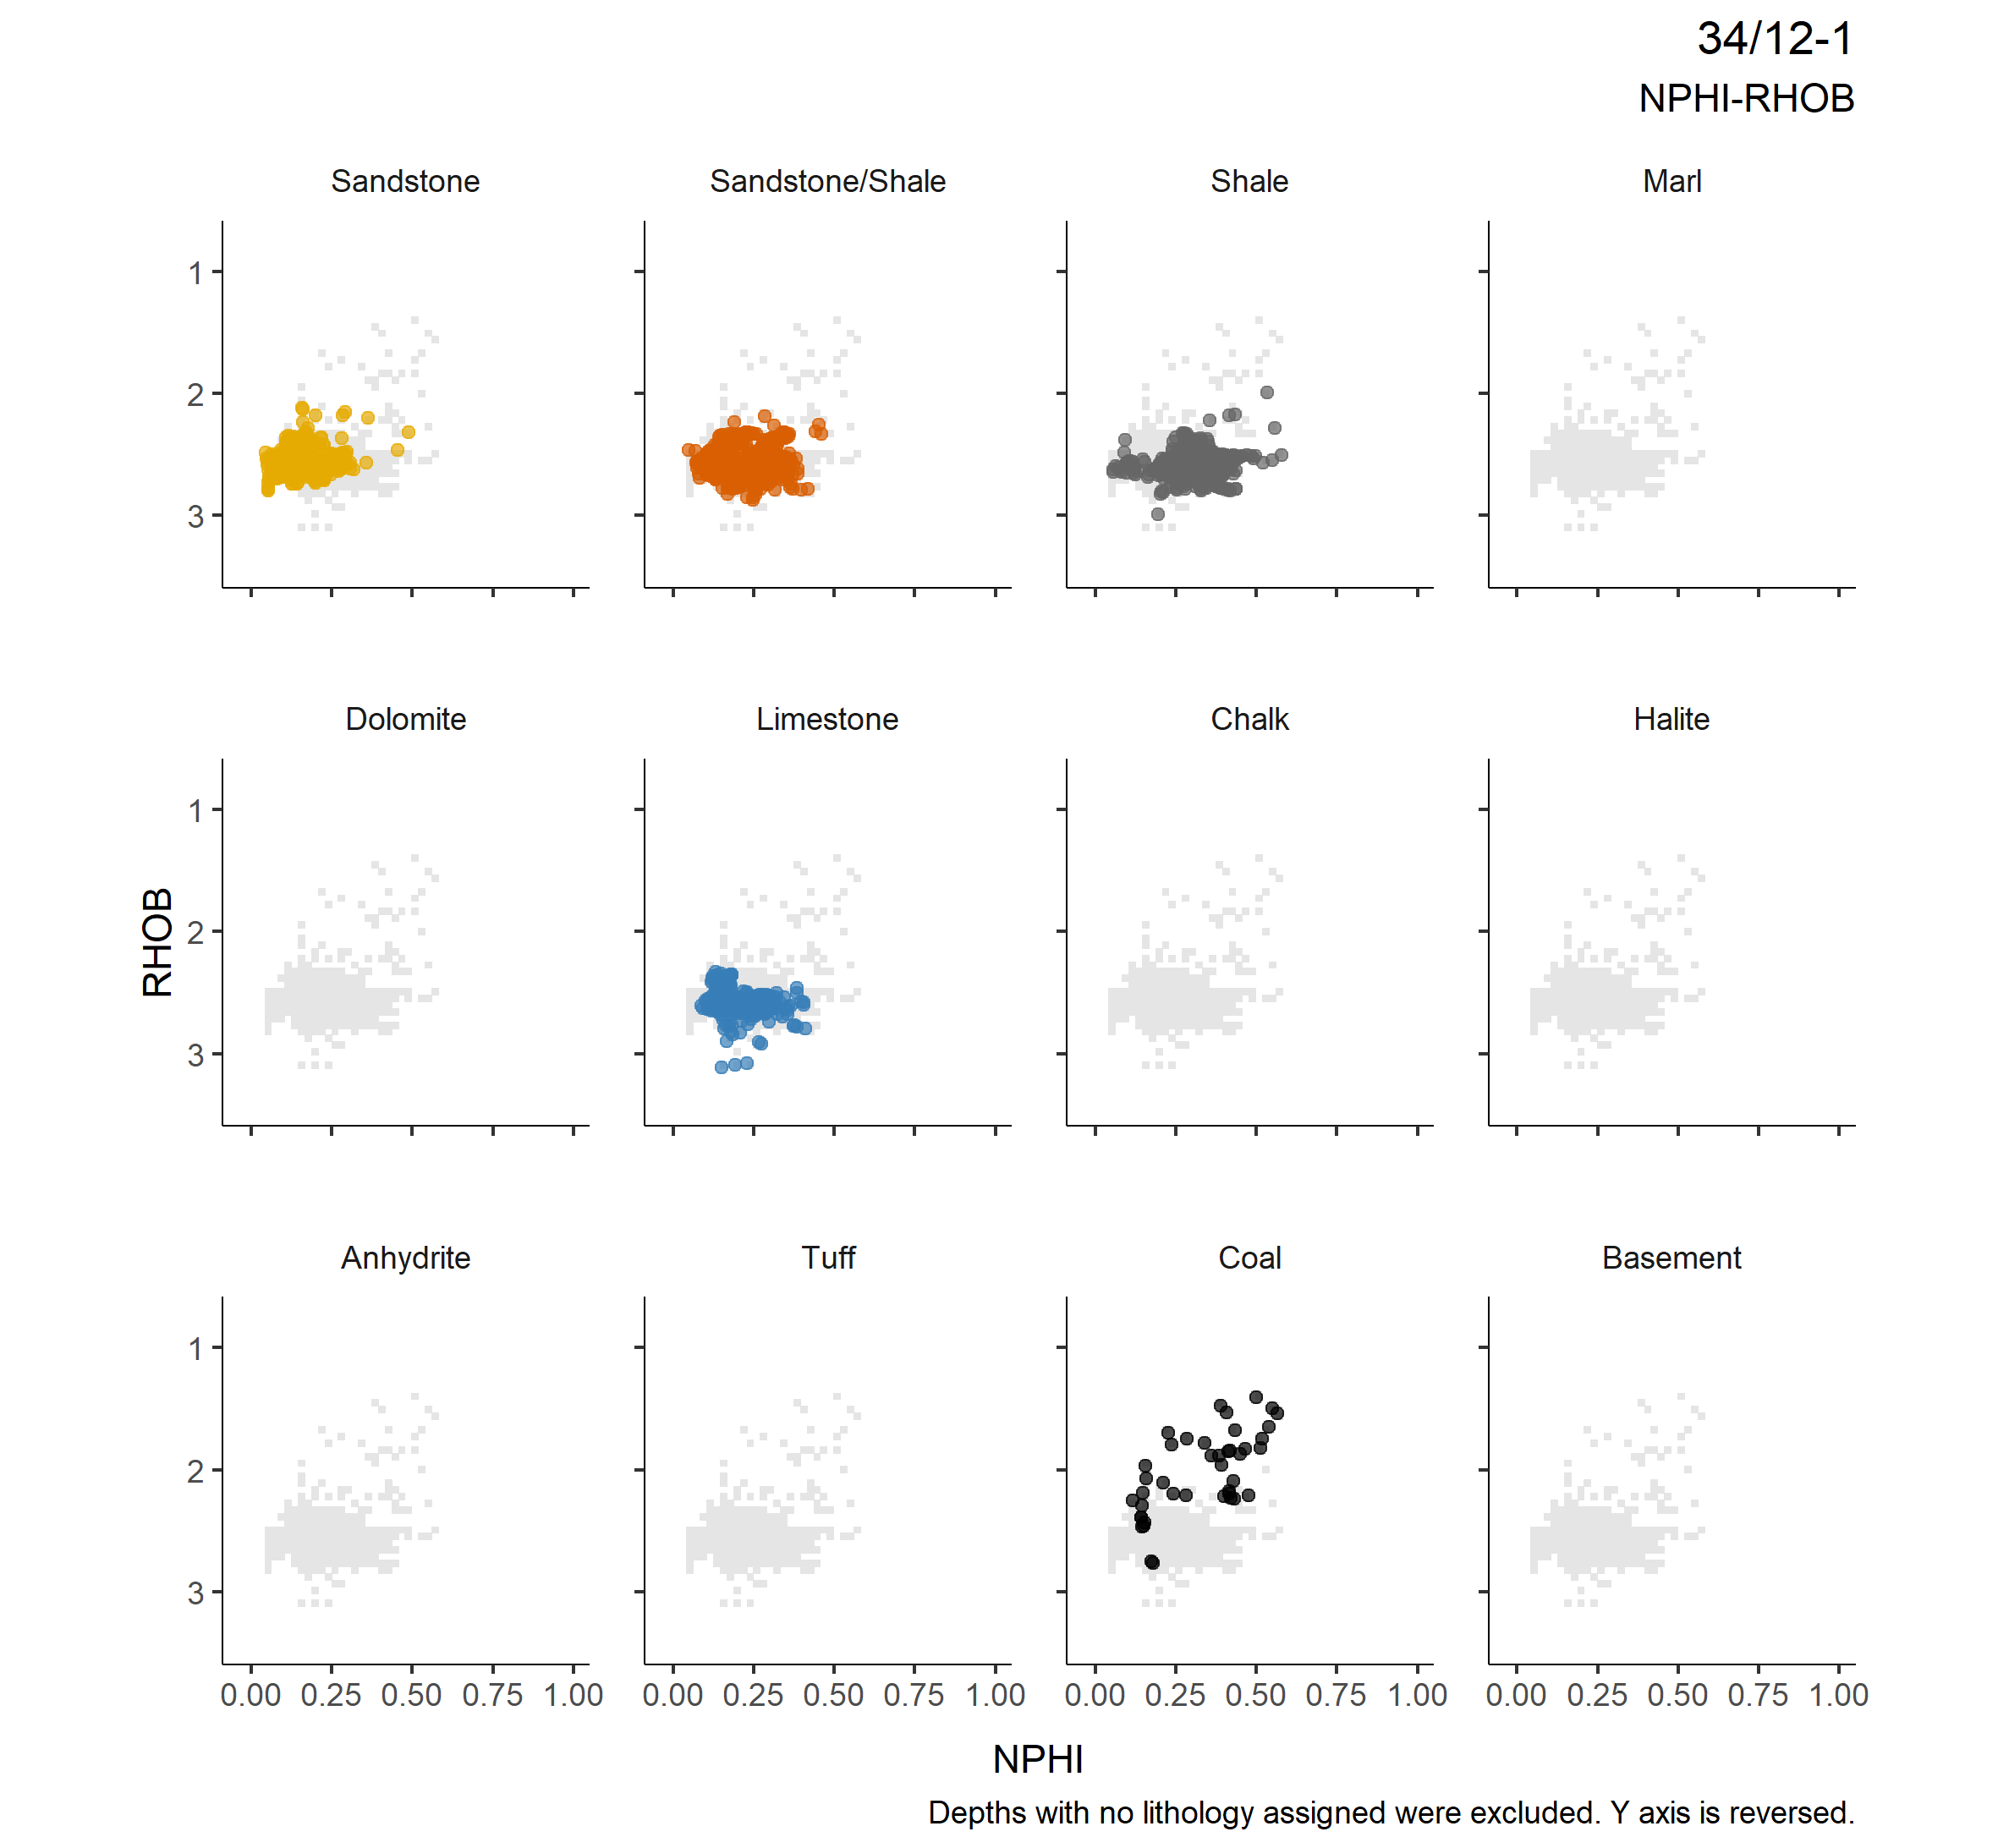 34/12-1
NPHI-RHOB
Sandstone Sandstone/Shale Shale Marl
1
2
3
Dolomite Limestone Chalk Halite
1
2
3
RHOB
Anhydrite Tuff Coal Basement
1
2
3
0.00 0.25 0.50 0.75 1.00 0.00 0.25 0.50 0.75 1.00 0.00 0.25 0.50 0.75 1.00 0.00 0.25 0.50 0.75 1.00
NPHI
Depths with no lithology assigned were excluded. Y axis is reversed.